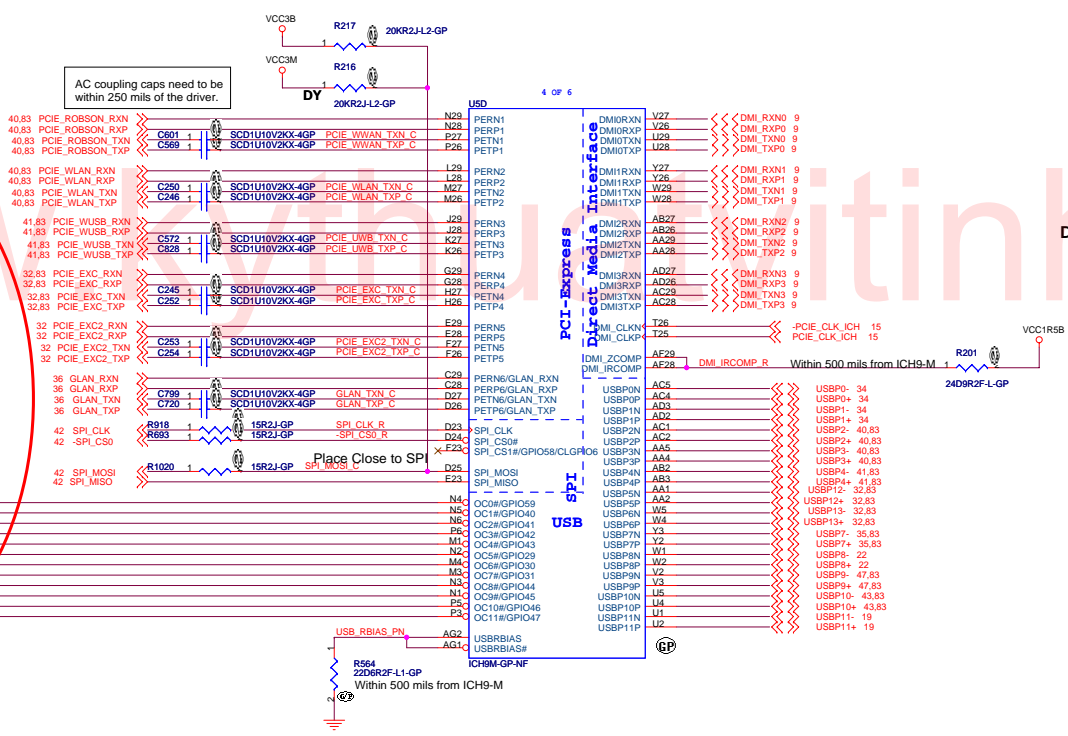 VCC3B
R217
1
20KR2J-L2-GP
VCC3M
R216
1
DY
20KR2J-L2-GP
AC coupling caps need to be
within 250 mils of the driver.
4 OF 6
U5D
40,83 PCIE_ROBSON_RXN N29 PERN1 DMI0RXN V27 DMI_RXN0 9
40,83 PCIE_ROBSON_RXP N28 PERP1 DMI0RXP V26 DMI_RXP0 9
40,83 PCIE_ROBSON_TXN C601 1 SCD1U10V2KX-4GP PCIE_WWAN_TXN_C P27 PETN1 DMI0TXN U29 DMI_TXN0 9
40,83 PCIE_ROBSON_TXP C569 1 SCD1U10V2KX-4GP PCIE_WWAN_TXP_C P26 PETP1 DMI0TXP U28 DMI_TXP0 9
40,83 PCIE_WLAN_RXN L29 PERN2 DMI1RXN Y27 DMI_RXN1 9
40,83 PCIE_WLAN_RXP L28 PERP2 DMI1RXP Y26 DMI_RXP1 9
40,83 PCIE_WLAN_TXN C250 1 SCD1U10V2KX-4GP PCIE_WLAN_TXN_C M27 PETN2 DMI1TXN W29 DMI_TXN1 9
40,83 PCIE_WLAN_TXP C246 1 SCD1U10V2KX-4GP PCIE_WLAN_TXP_C M26 PETP2 DMI1TXP W28 DMI_TXP1 9
41,83 PCIE_WUSB_RXN J29 PERN3 DMI2RXN AB27 DMI_RXN2 9
41,83 PCIE_WUSB_RXP J28 PERP3 DMI2RXP AB26 DMI_RXP2 9
41,83 PCIE_WUSB_TXN C572 1 SCD1U10V2KX-4GP PCIE_UWB_TXN_C K27 PETN3 DMI2TXN AA29 DMI_TXN2 9
41,83 PCIE_WUSB_TXP C828 1 SCD1U10V2KX-4GP PCIE_UWB_TXP_C K26 PETP3 DMI2TXP AA28 DMI_TXP2 9
32,83 PCIE_EXC_RXN G29 PERN4 DMI3RXN AD27 DMI_RXN3 9
32,83 PCIE_EXC_RXP G28 PERP4 DMI3RXP AD26 DMI_RXP3 9
32,83 PCIE_EXC_TXN C245 1 SCD1U10V2KX-4GP PCIE_EXC_TXN_C H27 PETN4 DMI3TXN AC29 DMI_TXN3 9
32,83 PCIE_EXC_TXP C252 1 SCD1U10V2KX-4GP PCIE_EXC_TXP_C H26 PETP4 DMI3TXP AC28 DMI_TXP3 9
32 PCIE_EXC2_RXN E29 PERN5 DMI_CLKN T26 -PCIE_CLK_ICH 15
32 PCIE_EXC2_RXP E28 PERP5 DMI_CLKP T25 PCIE_CLK_ICH 15
32 PCIE_EXC2_TXN C253 1 SCD1U10V2KX-4GP PCIE_EXC2_TXN_C F27 PETN5
32 PCIE_EXC2_TXP C254 1 SCD1U10V2KX-4GP PCIE_EXC2_TXP_C F26 PETP5
PCI-Express
Direct Media Interface
VCC1R5B
DMI_ZCOMP AF29
DMI_IRCOMP AF28 DMI_IRCOMP_R Within 500 mils from ICH9-M 1 R201
24D9R2F-L-GP
36 GLAN_RXN C29 PERN6/GLAN_RXN
36 GLAN_RXP C28 PERP6/GLAN_RXP
36 GLAN_TXN C799 1 SCD1U10V2KX-4GP GLAN_TXN_C D27 PETN6/GLAN_TXN
36 GLAN_TXP C720 1 SCD1U10V2KX-4GP GLAN_TXP_C D26 PETP6/GLAN_TXP
42 SPI_CLK R918 1 15R2J-GP SPI_CLK_R D23 SPI_CLK
42 -SPI_CS0 R693 1 15R2J-GP -SPI_CS0_R D24 SPI_CS0#
F23 SPI_CS1#/GPIO58/CLGPIO6
Place Close to SPI
42 SPI_MOSI R1020 1 15R2J-GP SPI_MOSI_C D25 SPI_MOSI
42 SPI_MISO E23 SPI_MISO
SPI
USB
USBP0N AC5 USBP0- 34
USBP0P AC4 USBP0+ 34
USBP1N AD3 USBP1- 34
USBP1P AD2 USBP1+ 34
USBP2N AC1 USBP2- 40,83
USBP2P AC2 USBP2+ 40,83
USBP3N AA5 USBP3- 40,83
USBP3P AA4 USBP3+ 40,83
USBP4N AB2 USBP4- 41,83
USBP4P AB3 USBP4+ 41,83
USBP5N AA1 USBP12- 32,83
USBP5P AA2 USBP12+ 32,83
USBP6N W5 USBP13- 32,83
USBP6P W4 USBP13+ 32,83
USBP7N Y3 USBP7- 35,83
USBP7P Y2 USBP7+ 35,83
USBP8N W1 USBP8- 22
USBP8P W2 USBP8+ 22
USBP9N V2 USBP9- 47,83
USBP9P V3 USBP9+ 47,83
USBP10N U5 USBP10- 43,83
USBP10P U4 USBP10+ 43,83
USBP11N U1 USBP11- 19
USBP11P U2 USBP11+ 19
N4 OC0#/GPIO59
N5 OC1#/GPIO40
N6 OC2#/GPIO41
P6 OC3#/GPIO42
M1 OC4#/GPIO43
N2 OC5#/GPIO29
M4 OC6#/GPIO30
M3 OC7#/GPIO31
N3 OC8#/GPIO44
N1 OC9#/GPIO45
P5 OC10#/GPIO46
P3 OC11#/GPIO47
USB_RBIAS_PN AG2 USBRBIAS
AG1 USBRBIAS#
GP
ICH9M-GP-NF
1
R564
22D6R2F-L1-GP
Within 500 mils from ICH9-M
2
kythuatvitin